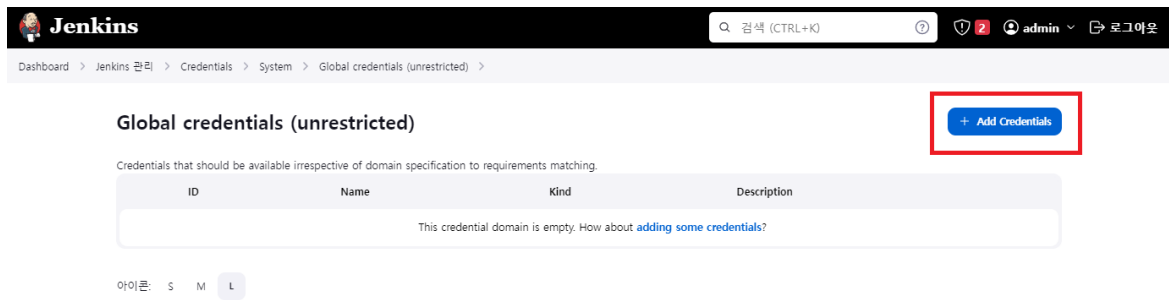 Jenkins
검색 (CTRL+K)
2
admin
로그아웃
Dashboard > Jenkins 관리 > Credentials > System > Global credentials (unrestricted) >
Global credentials (unrestricted)
+ Add Credentials
Credentials that should be available irrespective of domain specification to requirements matching.
ID Name Kind Description
This credential domain is empty. How about adding some credentials?
아이콘: S M L